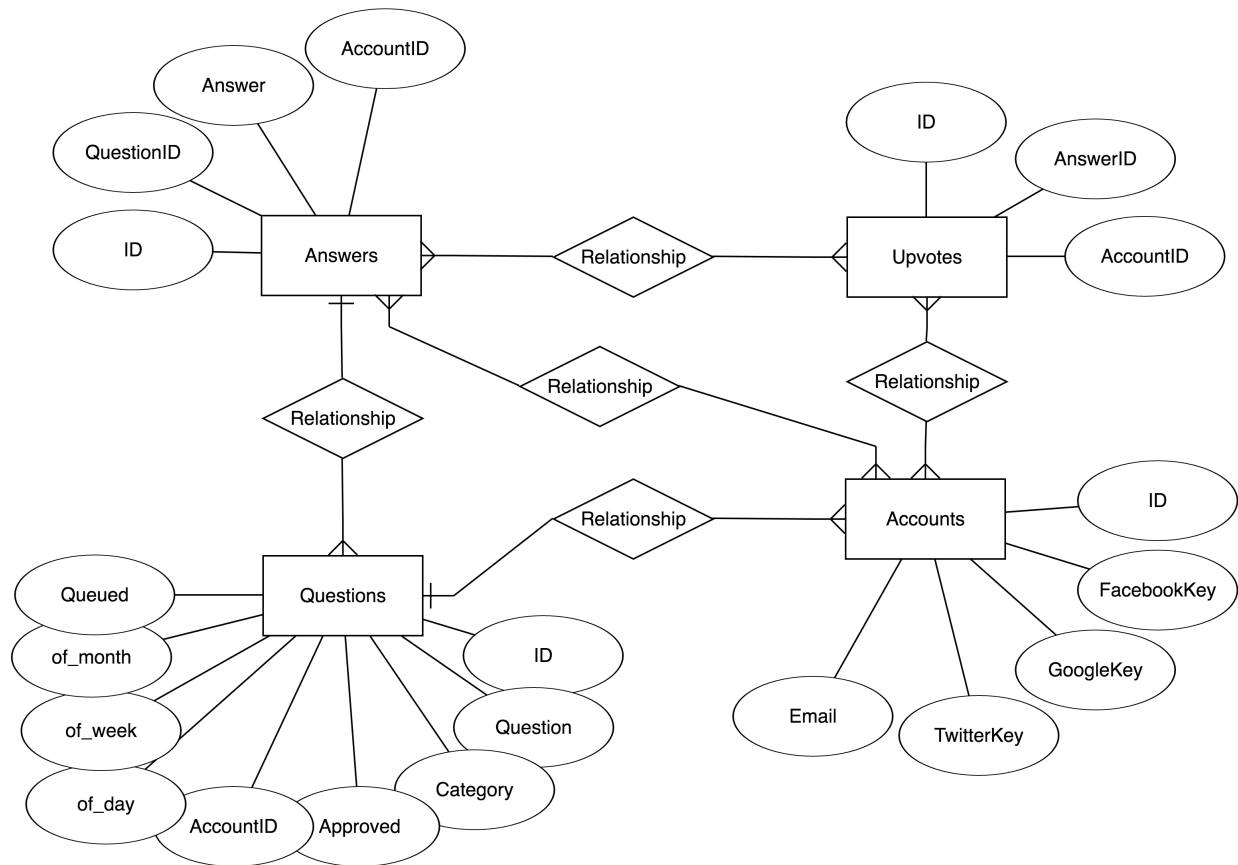 AccountID
Answer
QuestionID
ID
Answers
Relationship
ID
AnswerID
AccountID
Upvotes
Relationship
Relationship
Relationship
Relationship
Accounts
ID
FacebookKey
GoogleKey
TwitterKey
Email
Questions
Queued
of_month
of_week
of_day
AccountID
Approved
Category
Question
ID